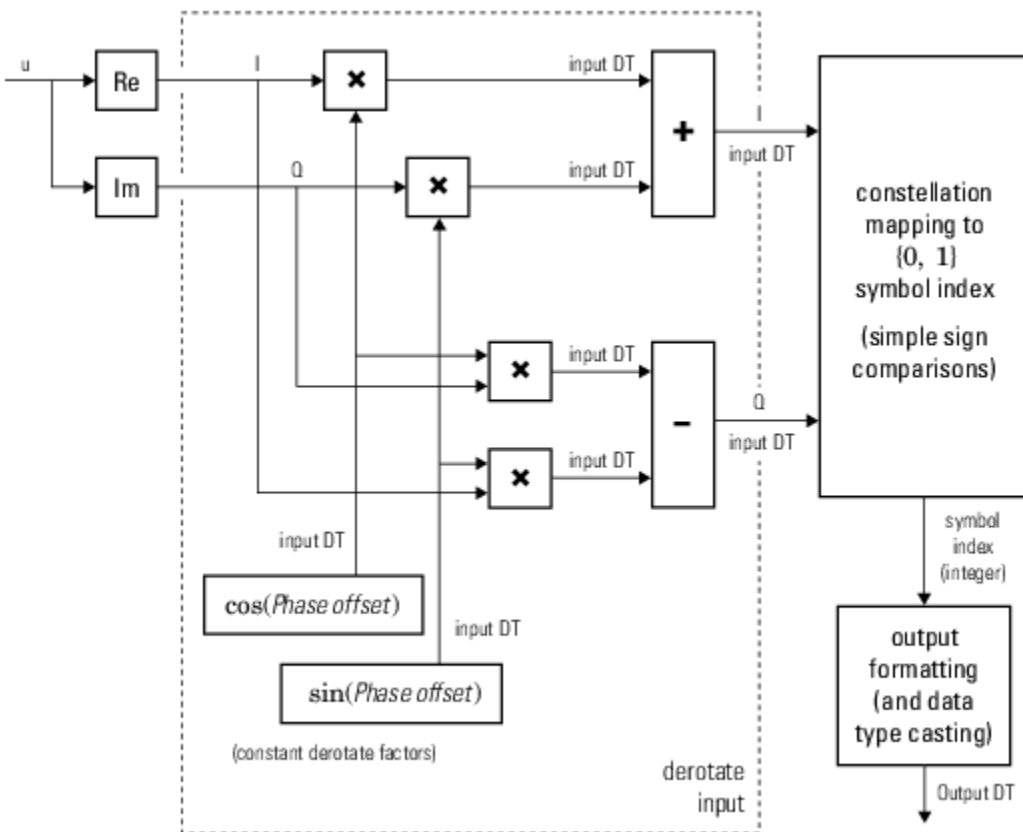 u
Re
I
×
input DT
+
I
input DT
Im
Q
×
input DT
constellation
mapping to
{0, 1}
symbol index
(simple sign
comparisons)
×
input DT
−
Q
input DT
×
input DT
input DT
cos(Phase offset)
input DT
sin(Phase offset)
(constant derotate factors)
derotate
input
symbol
index
(integer)
output
formatting
(and data
type casting)
Output DT